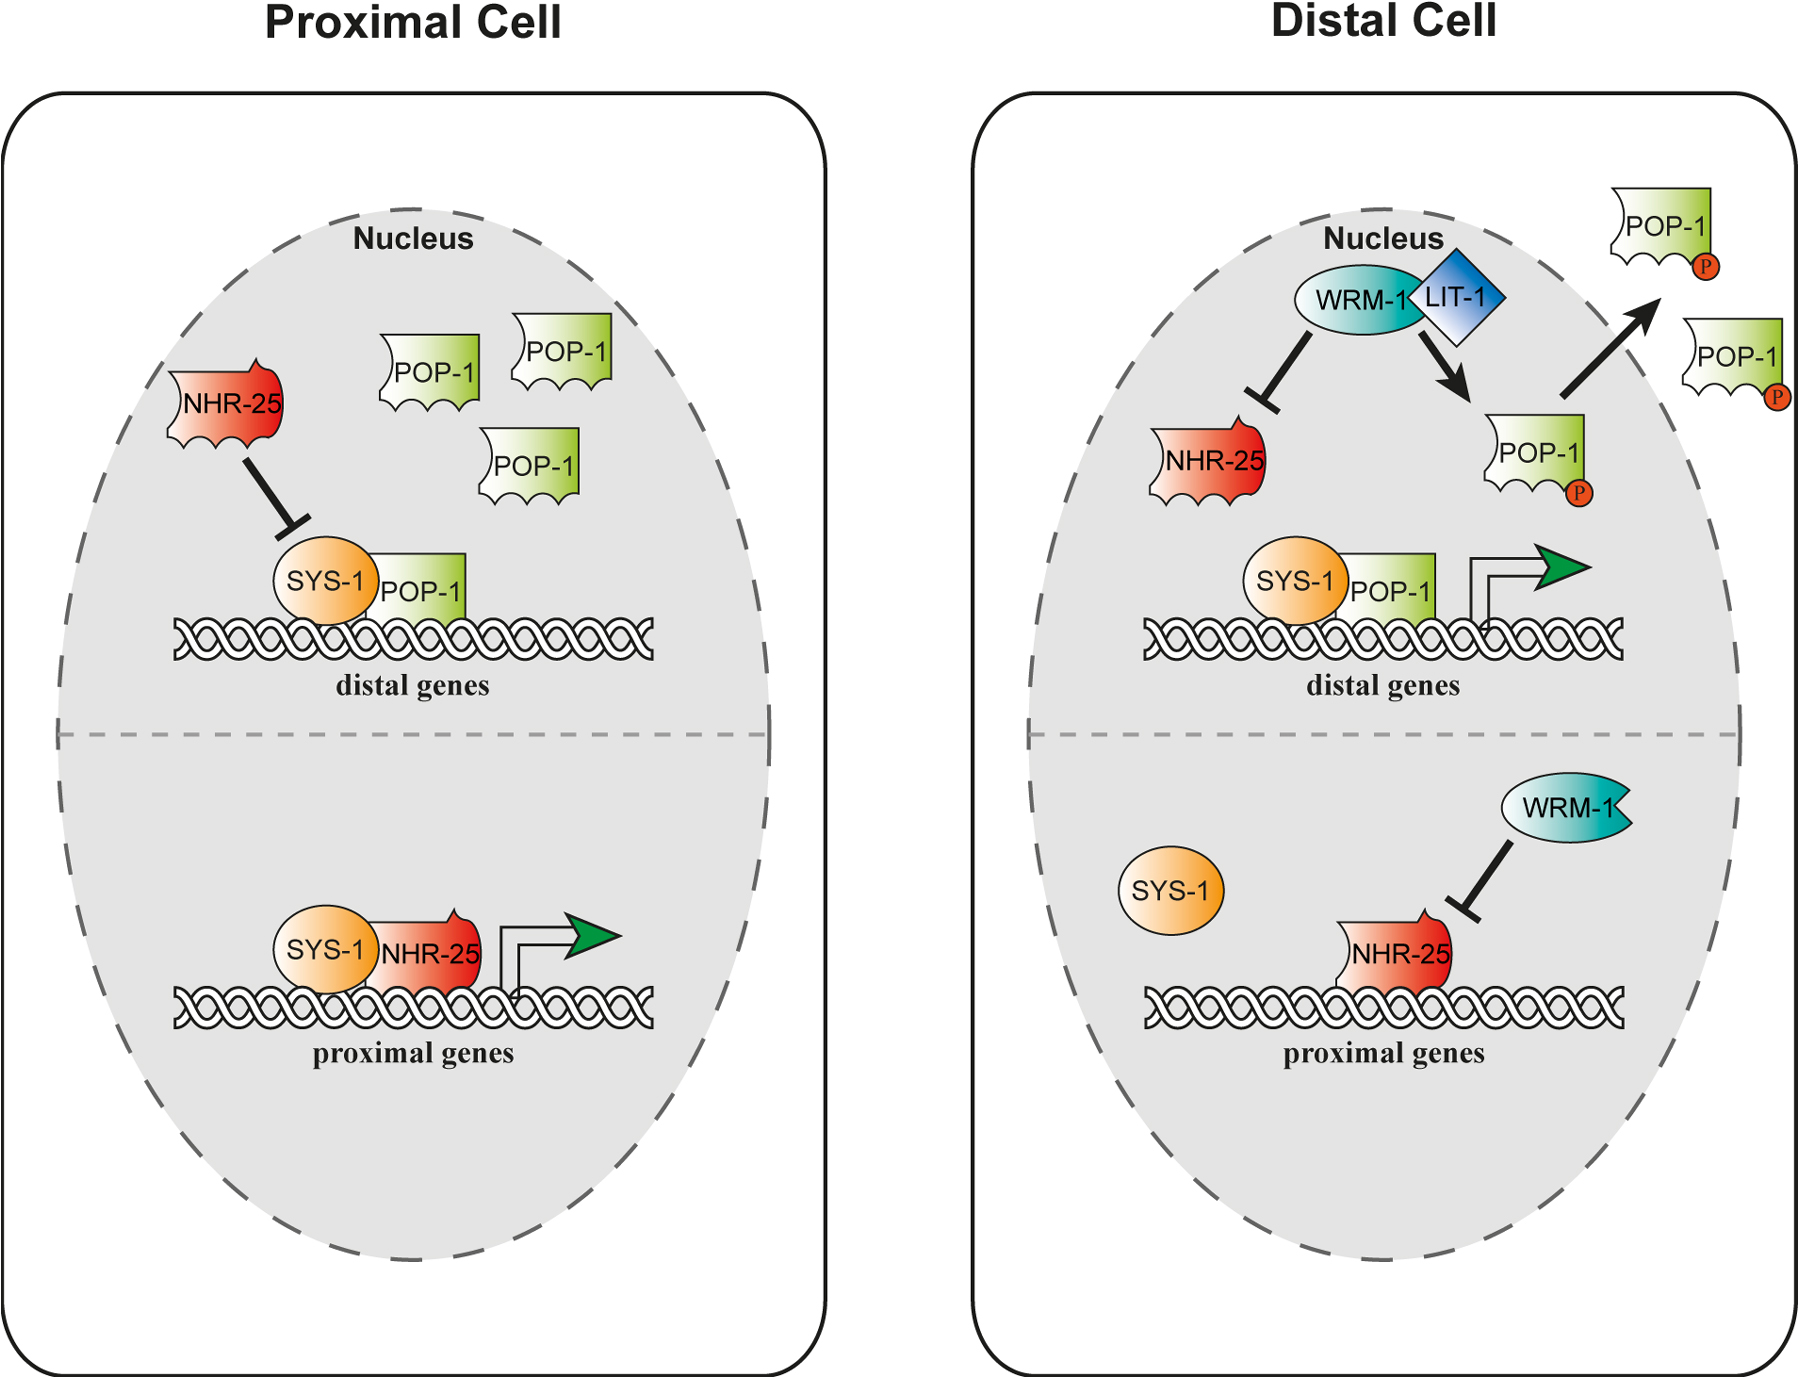 Proximal Cell
Nucleus
POP-1
POP-1
NHR-25
POP-1
SYS-1
POP-1
distal genes
SYS-1
NHR-25
proximal genes
Distal Cell
POP-1
P
Nucleus
WRM-1
LIT-1
POP-1
P
POP-1
P
NHR-25
SYS-1
POP-1
distal genes
WRM-1
SYS-1
NHR-25
proximal genes